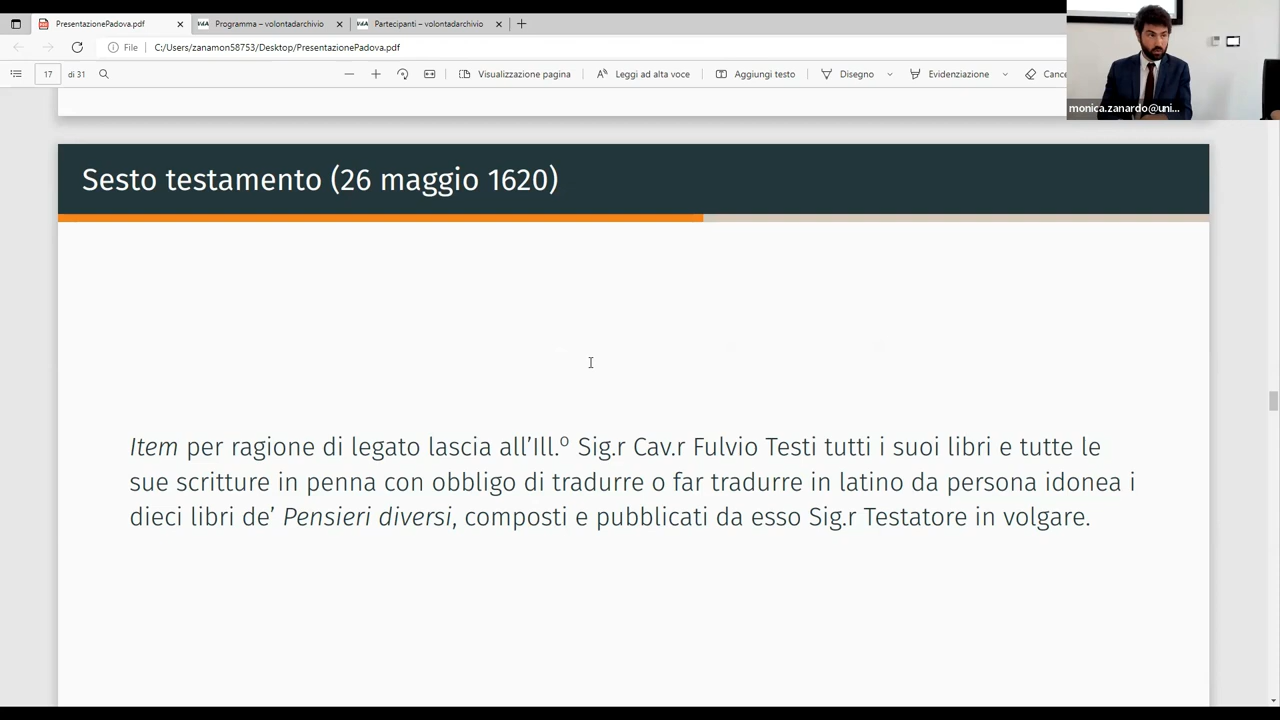 PresentazionePadova.pdf
Programma – volontadarchivio
Partecipanti – volontadarchivio
File
C:/Users/zanamon58753/Desktop/PresentazionePadova.pdf
17 di 31
Visualizzazione pagina
Leggi ad alta voce
Aggiungi testo
Disegno
Evidenziazione
Cance
monica.zanardo@uni...
Sesto testamento (26 maggio 1620)
Item per ragione di legato lascia all’Ill.º Sig.r Cav.r Fulvio Testi tutti i suoi libri e tutte le
sue scritture in penna con obbligo di tradurre o far tradurre in latino da persona idonea i
dieci libri de’ Pensieri diversi, composti e pubblicati da esso Sig.r Testatore in volgare.